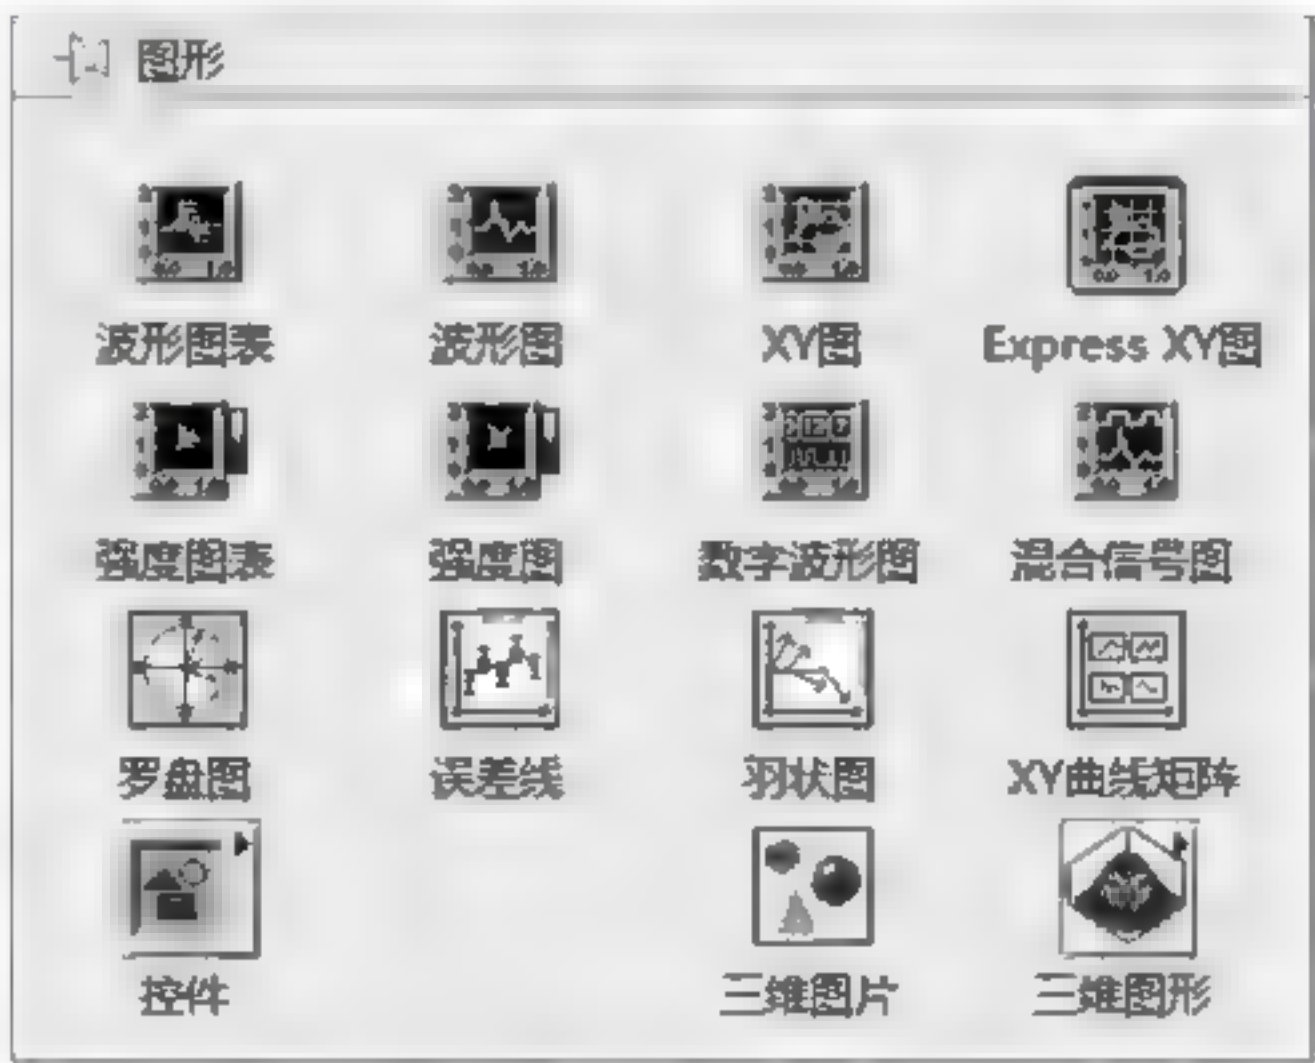 图形
波形图表 波形图 XY图 Express XY图
强度图表 强度图 数字波形图 混合信号图
罗盘图 误差线 羽状图 XY曲线矩阵
控件 三维图片 三维图形